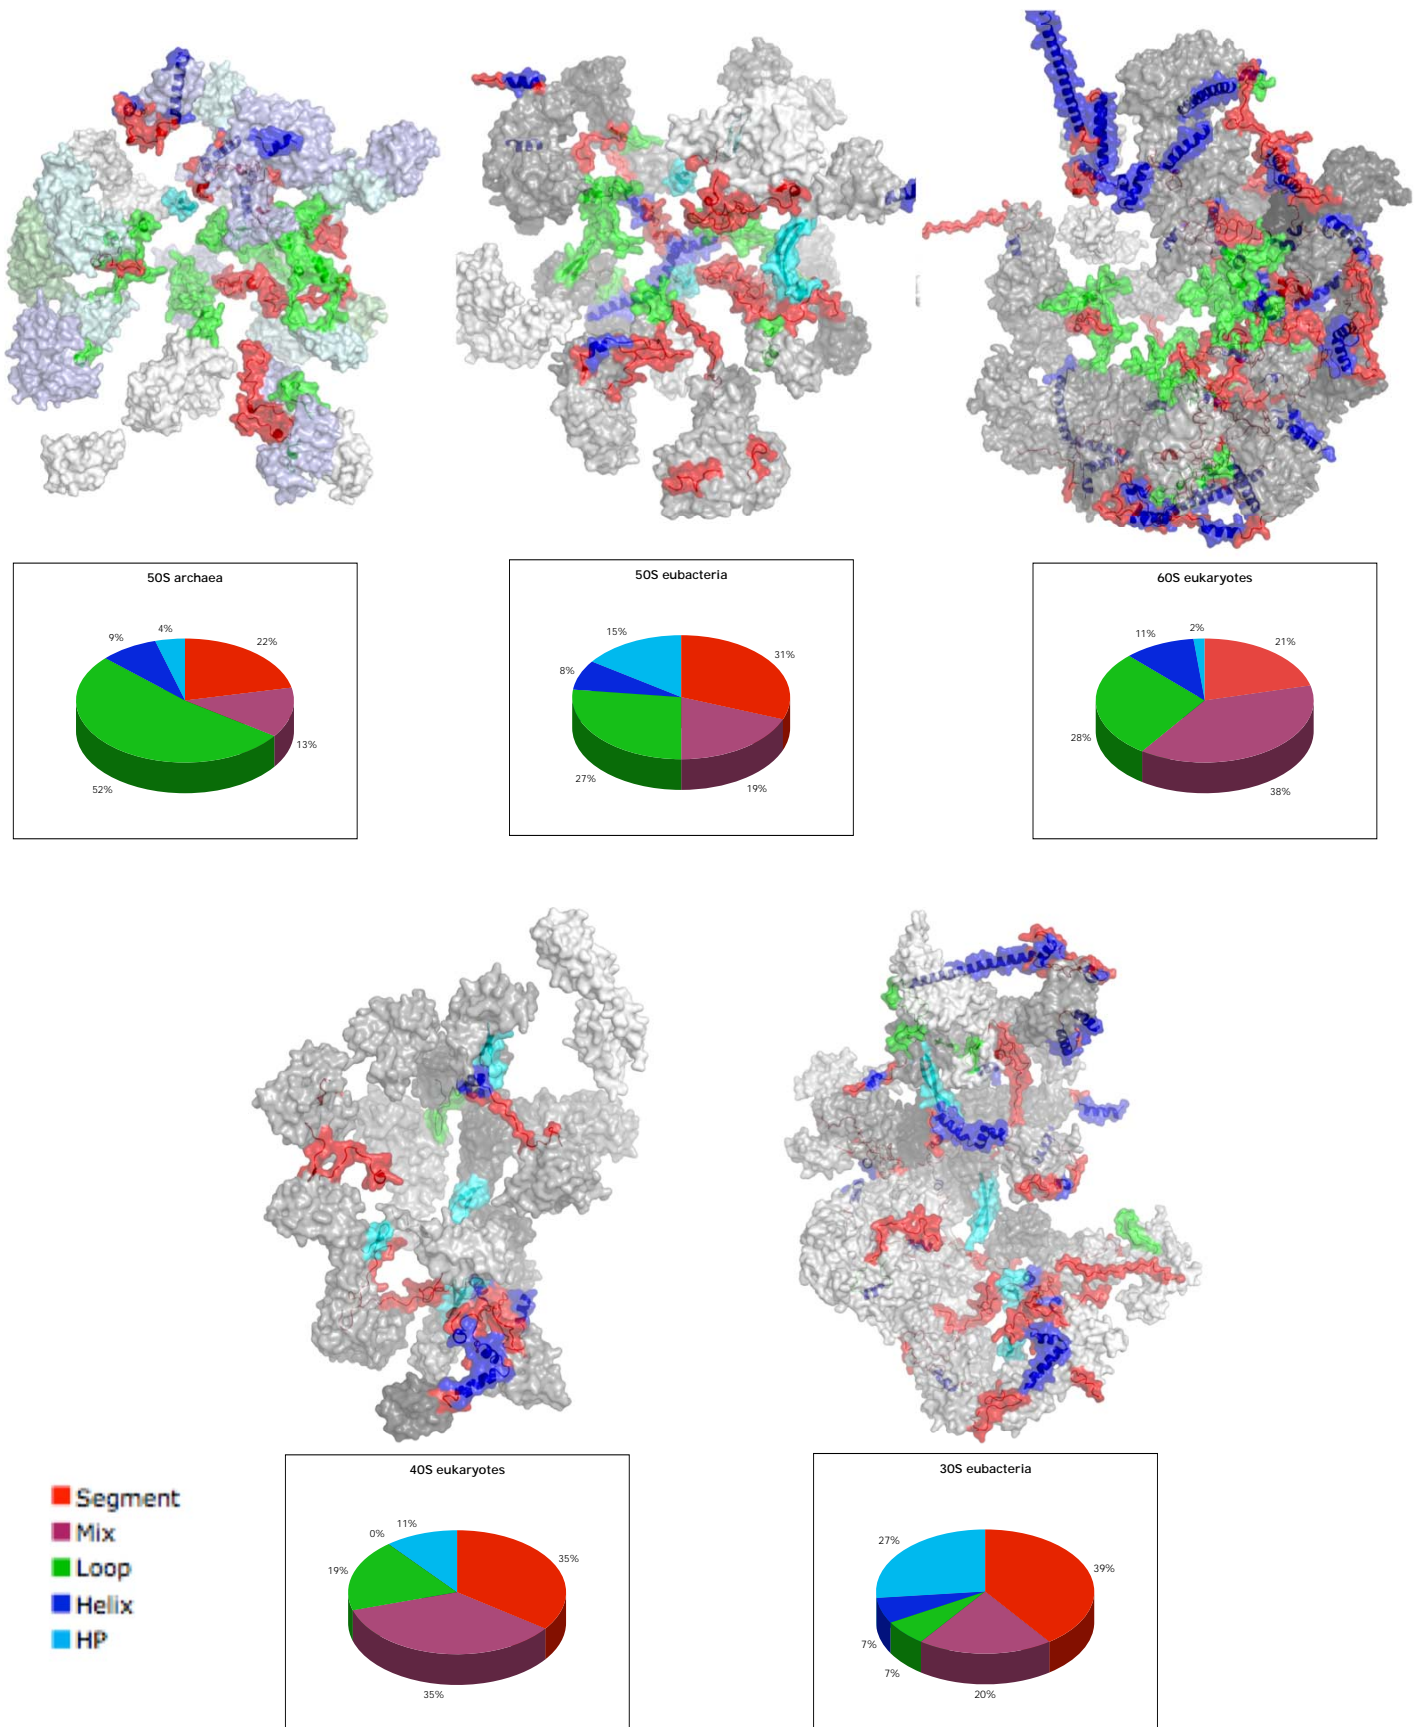 50S archaea
4%
9%
22%
13%
52%
50S eubacteria
15%
31%
8%
27%
19%
60S eukaryotes
2%
11%
21%
28%
38%
40S eukaryotes
11%
0%
35%
19%
35%
30S eubacteria
27%
39%
7%
7%
20%
Segment
Mix
Loop
Helix
HP